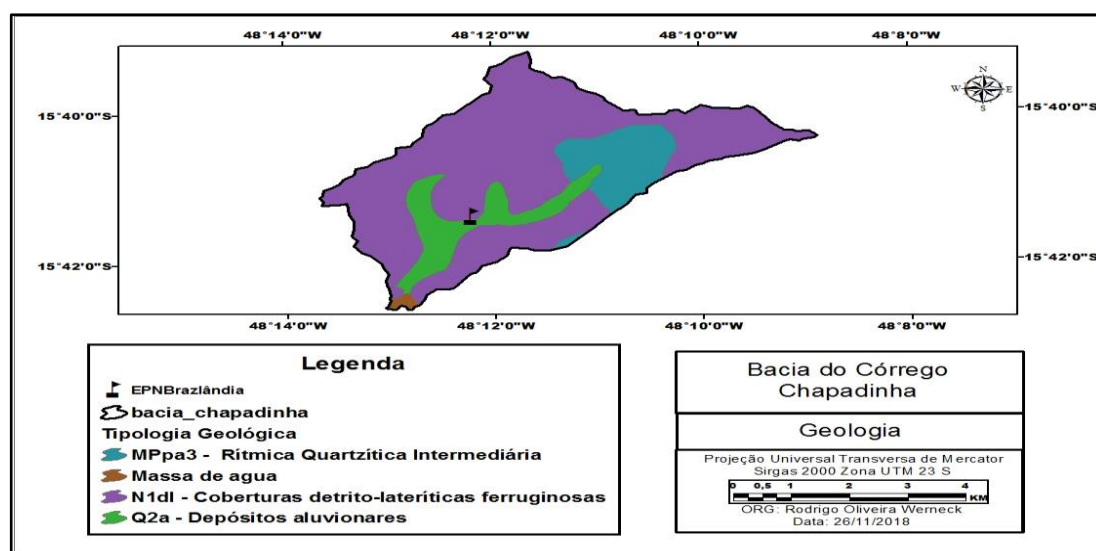 48°14'0"W 48°12'0"W 48°10'0"W 48°8'0"W
N
W E
S
15°40'0"S 15°40'0"S
15°42'0"S 15°42'0"S
48°14'0"W 48°12'0"W 48°10'0"W 48°8'0"W
Legenda
EPNBrazlândia
bacia_chapadinha
Tipologia Geológica
MPpa3 - Rítmica Quartzítica Intermediária
Massa de agua
N1dl - Coberturas detrito-lateríticas ferruginosas
Q2a - Depósitos aluvionares
Bacia do Córrego
Chapadinha
Geologia
Projeção Universal Transversa de Mercator
Sirgas 2000 Zona UTM 23 S
0 0,5 1 2 3 4
KM
ORG: Rodrigo Oliveira Werneck
Data: 26/11/2018